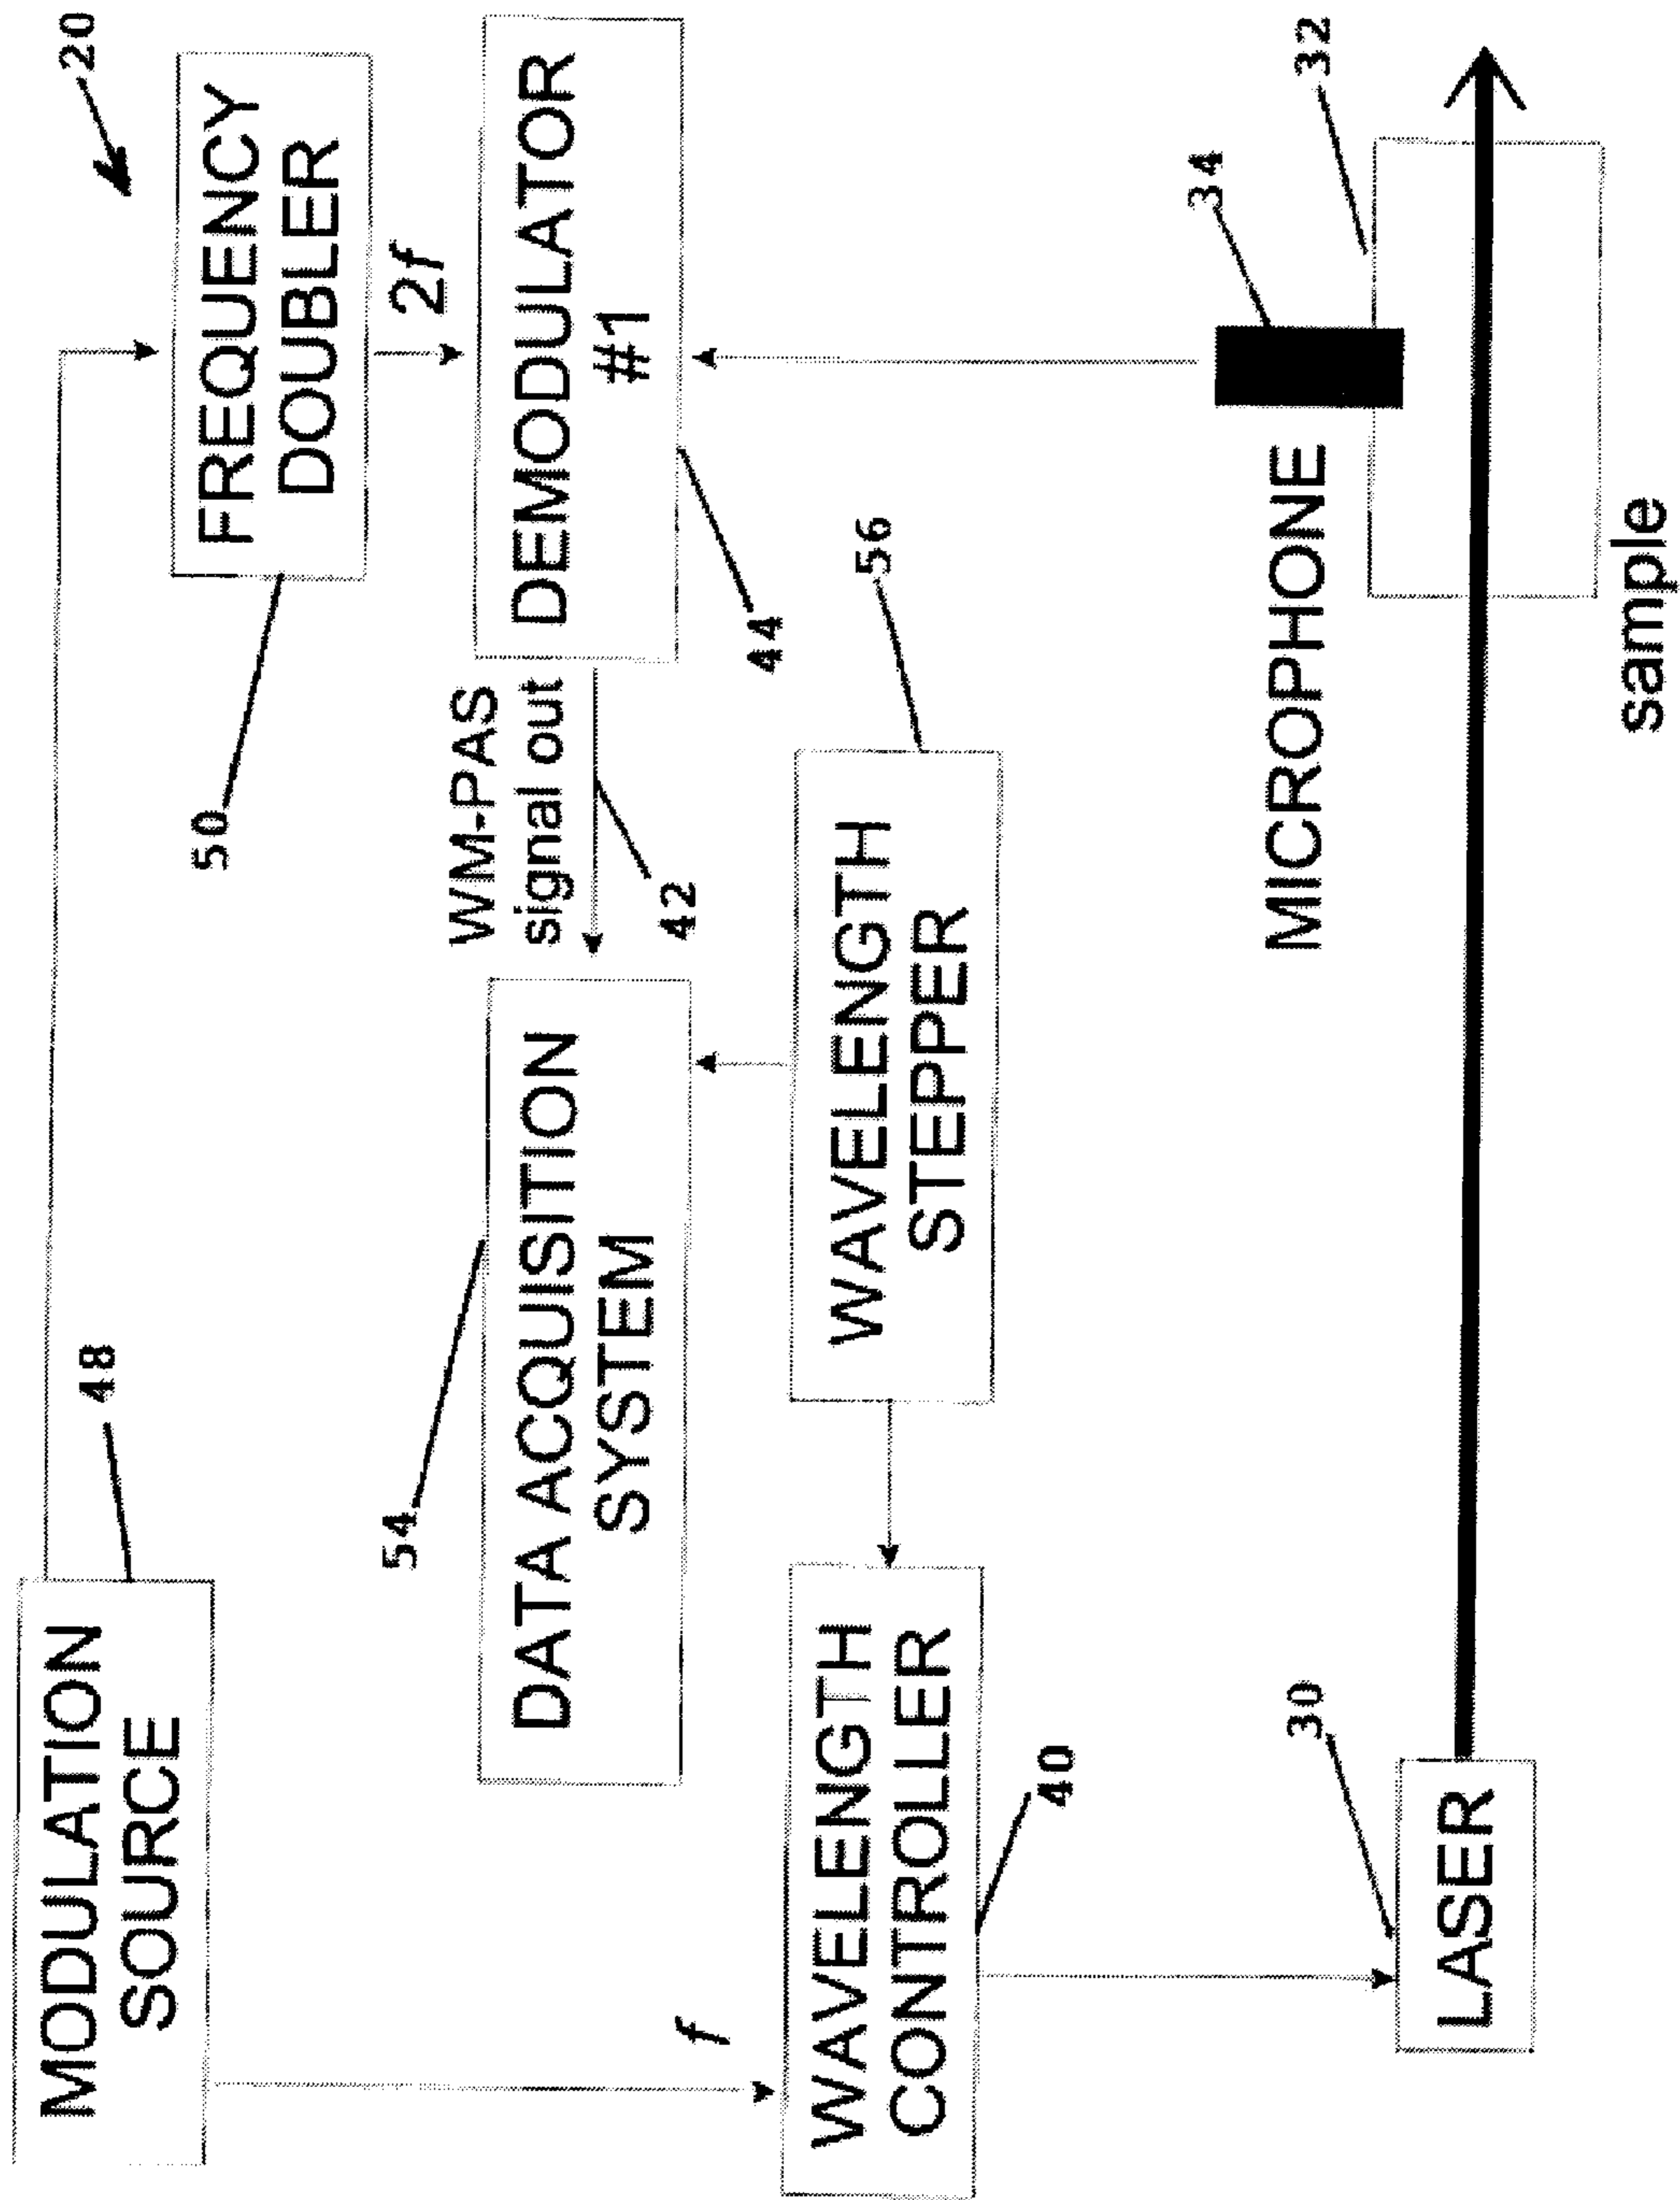 20
MODULATION
SOURCE
48
FREQUENCY
DOUBLER
50
2f
DATA ACQUISITION
SYSTEM
54
WM-PAS
signal out
42
DEMODULATOR
#1
44
f
WAVELENGTH
CONTROLLER
40
WAVELENGTH
STEPPER
56
34
MICROPHONE
32
30
LASER
sample